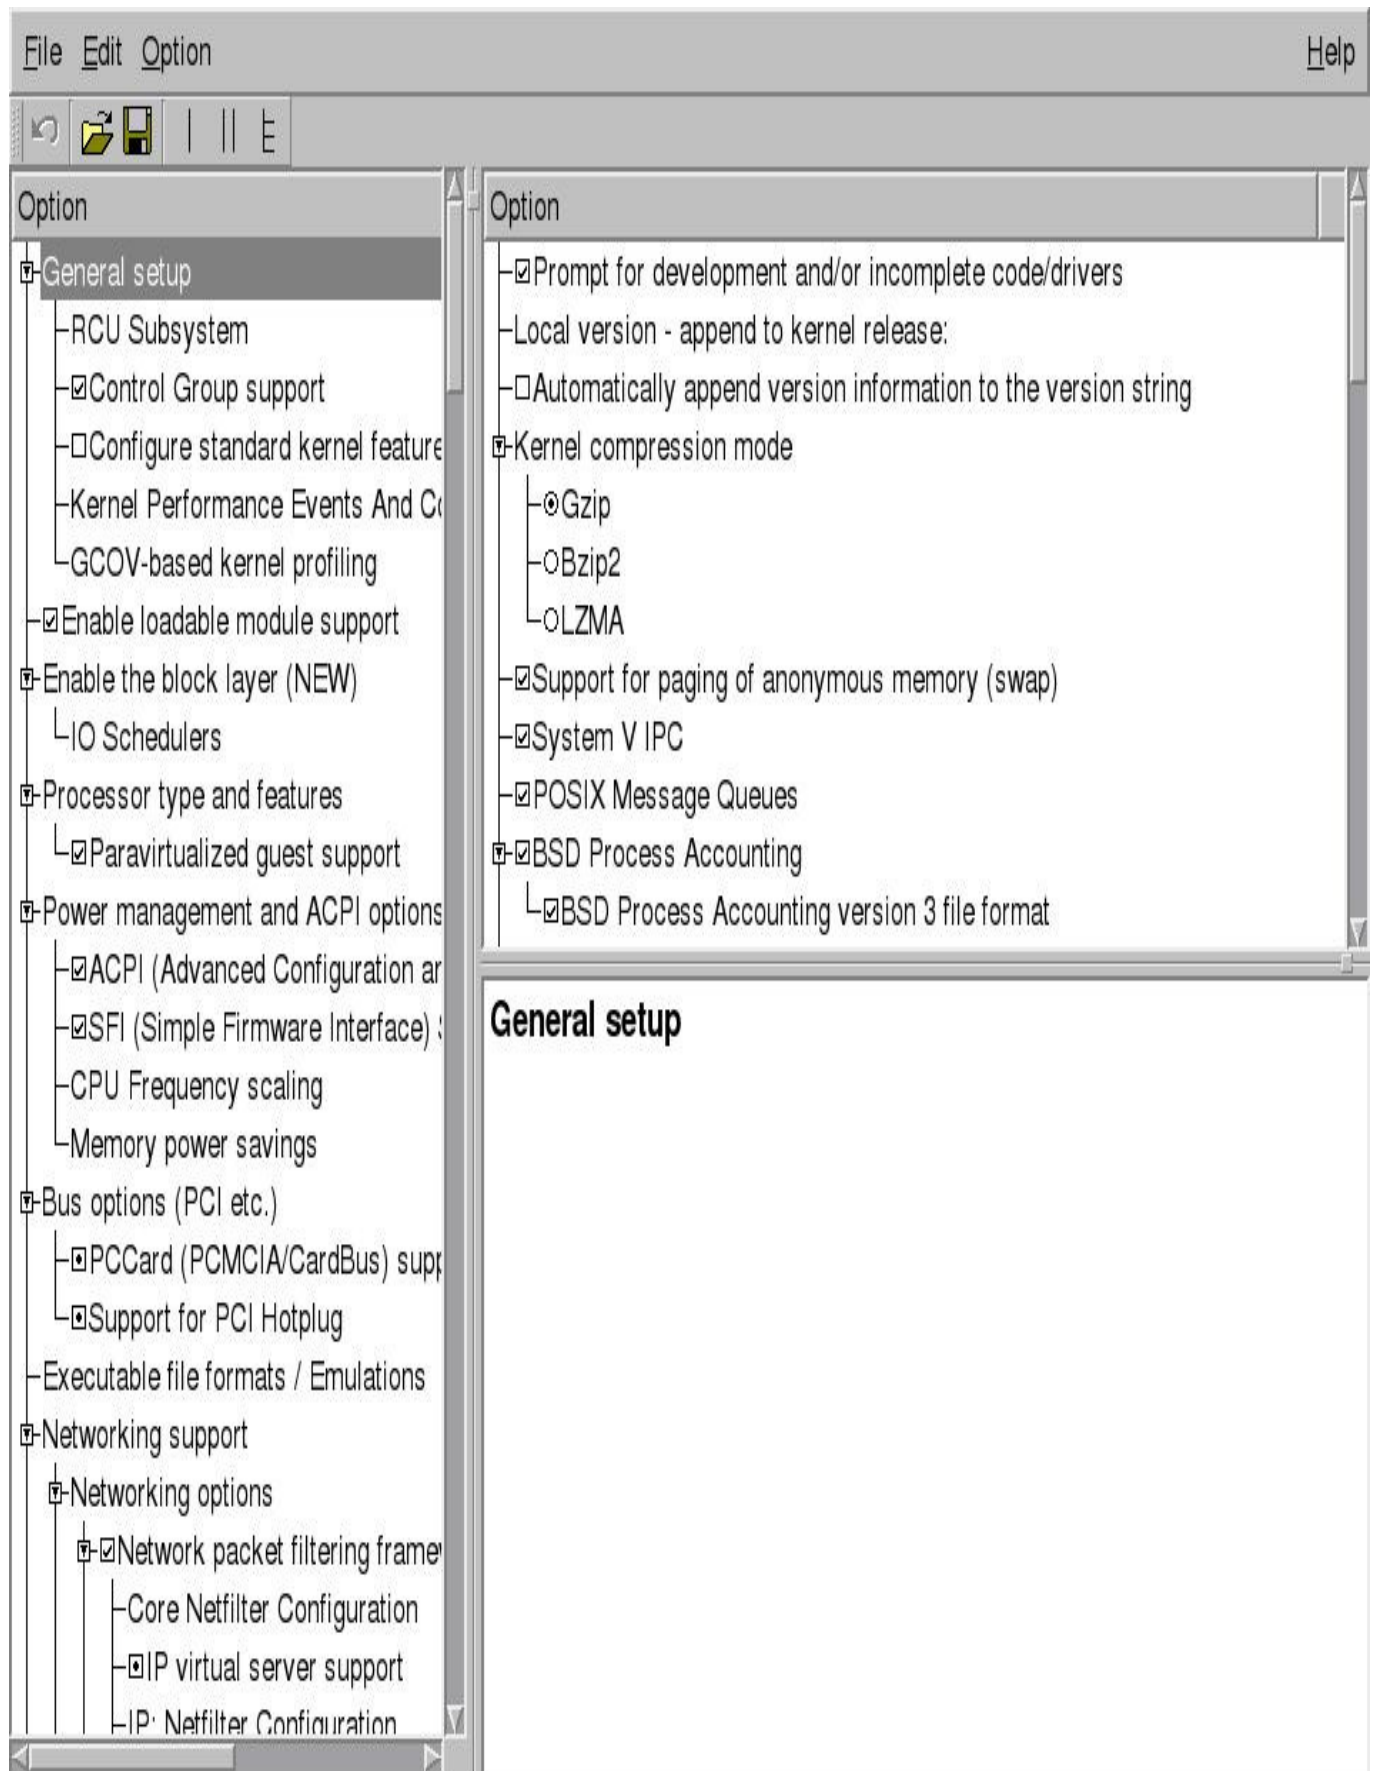 File Edit Option Help
Option
General setup
RCU Subsystem
Control Group support
Configure standard kernel feature
Kernel Performance Events And Co
GCOV-based kernel profiling
Enable loadable module support
Enable the block layer (NEW)
IO Schedulers
Processor type and features
Paravirtualized guest support
Power management and ACPI options
ACPI (Advanced Configuration ar
SFI (Simple Firmware Interface)
CPU Frequency scaling
Memory power savings
Bus options (PCI etc.)
PCCard (PCMCIA/CardBus) supp
Support for PCI Hotplug
Executable file formats / Emulations
Networking support
Networking options
Network packet filtering frame
Core Netfilter Configuration
IP virtual server support
IP: Netfilter Configuration
Option
Prompt for development and/or incomplete code/drivers
Local version - append to kernel release:
Automatically append version information to the version string
Kernel compression mode
Gzip
Bzip2
LZMA
Support for paging of anonymous memory (swap)
System V IPC
POSIX Message Queues
BSD Process Accounting
BSD Process Accounting version 3 file format
General setup